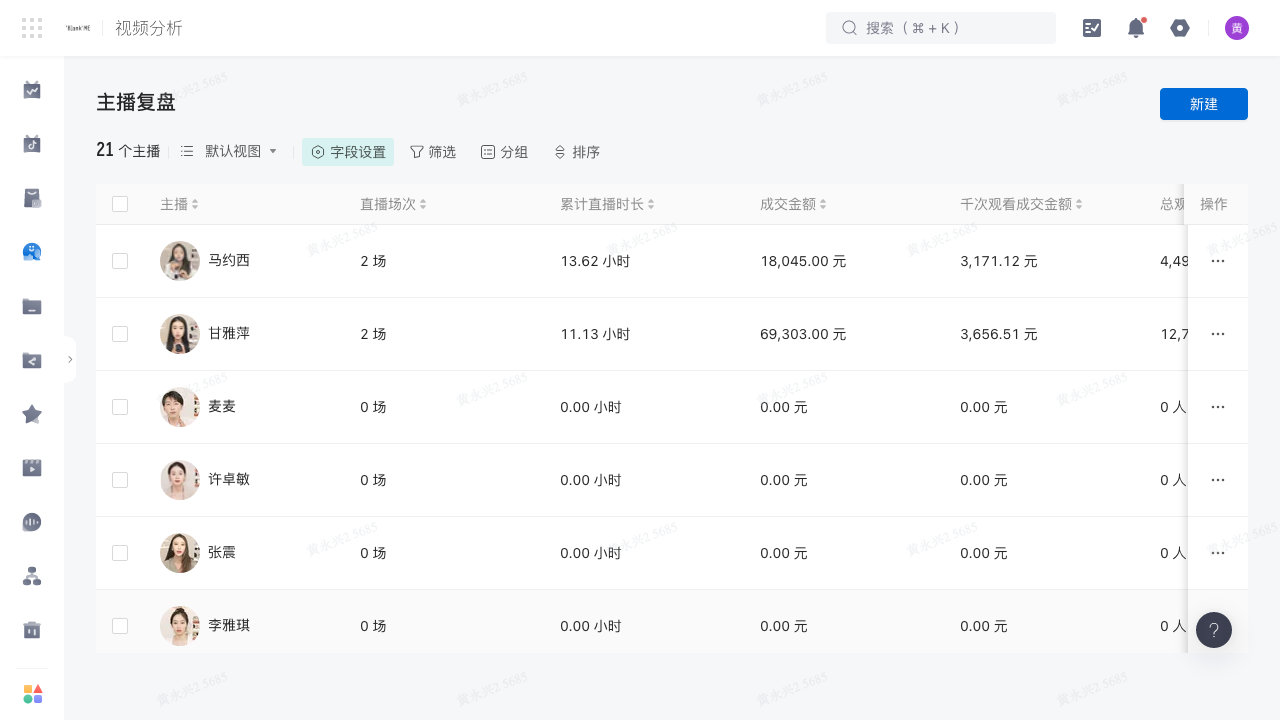 视频分析
搜索（⌘ + K）
黄
主播复盘
新建
21 个主播
默认视图
字段设置
筛选
分组
排序
主播 直播场次 累计直播时长 成交金额 千次观看成交金额 总观 操作
马约西 2 场 13.62 小时 18,045.00 元 3,171.12 元 4,49 ...
甘雅萍 2 场 11.13 小时 69,303.00 元 3,656.51 元 12,7 ...
麦麦 0 场 0.00 小时 0.00 元 0.00 元 0 人 ...
许卓敏 0 场 0.00 小时 0.00 元 0.00 元 0 人 ...
张震 0 场 0.00 小时 0.00 元 0.00 元 0 人 ...
李雅琪 0 场 0.00 小时 0.00 元 0.00 元 0 人
?
黄永兴2 5685